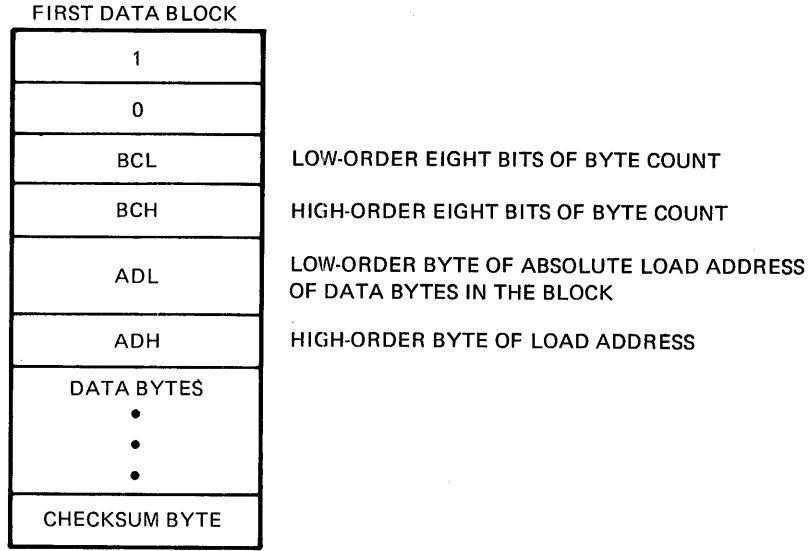 FIRST DATA BLOCK
1
0
BCL LOW-ORDER EIGHT BITS OF BYTE COUNT
BCH HIGH-ORDER EIGHT BITS OF BYTE COUNT
ADL LOW-ORDER BYTE OF ABSOLUTE LOAD ADDRESS
OF DATA BYTES IN THE BLOCK
ADH HIGH-ORDER BYTE OF LOAD ADDRESS
DATA BYTES
CHECKSUM BYTE